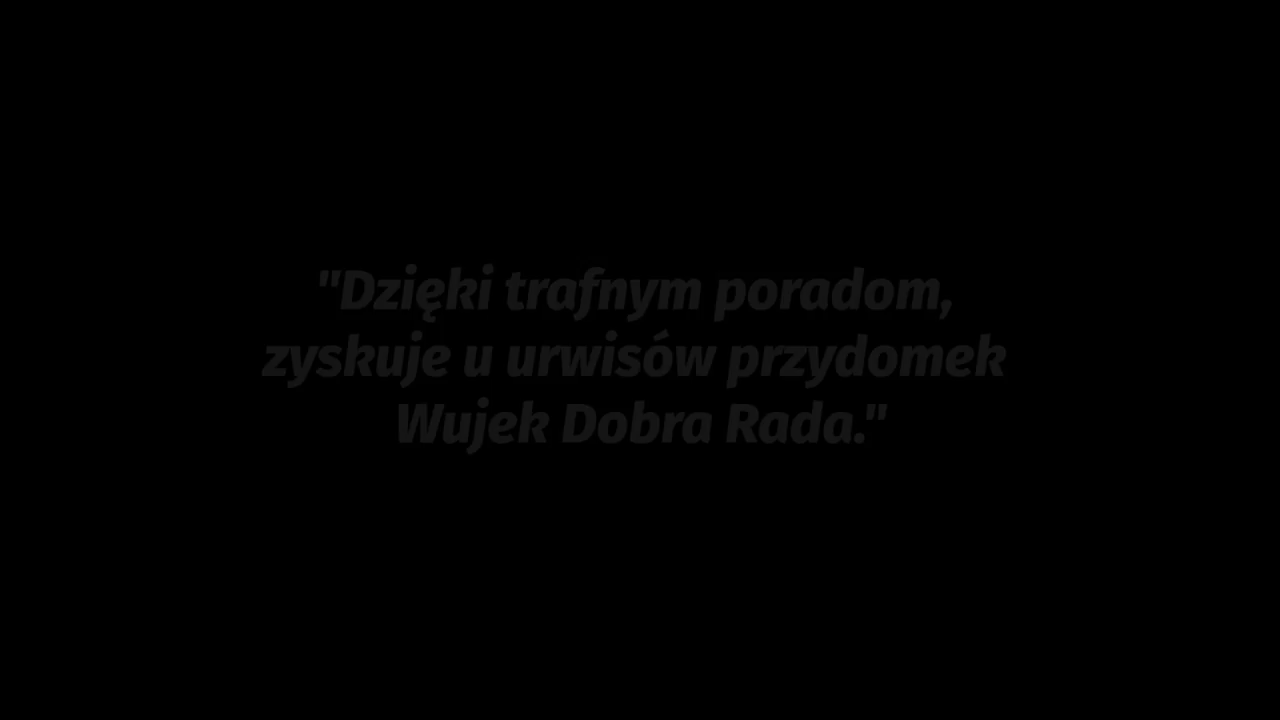 "Dzięki trafnym poradom,
zyskuje u urwisów przydomek
Wujek Dobra Rada."